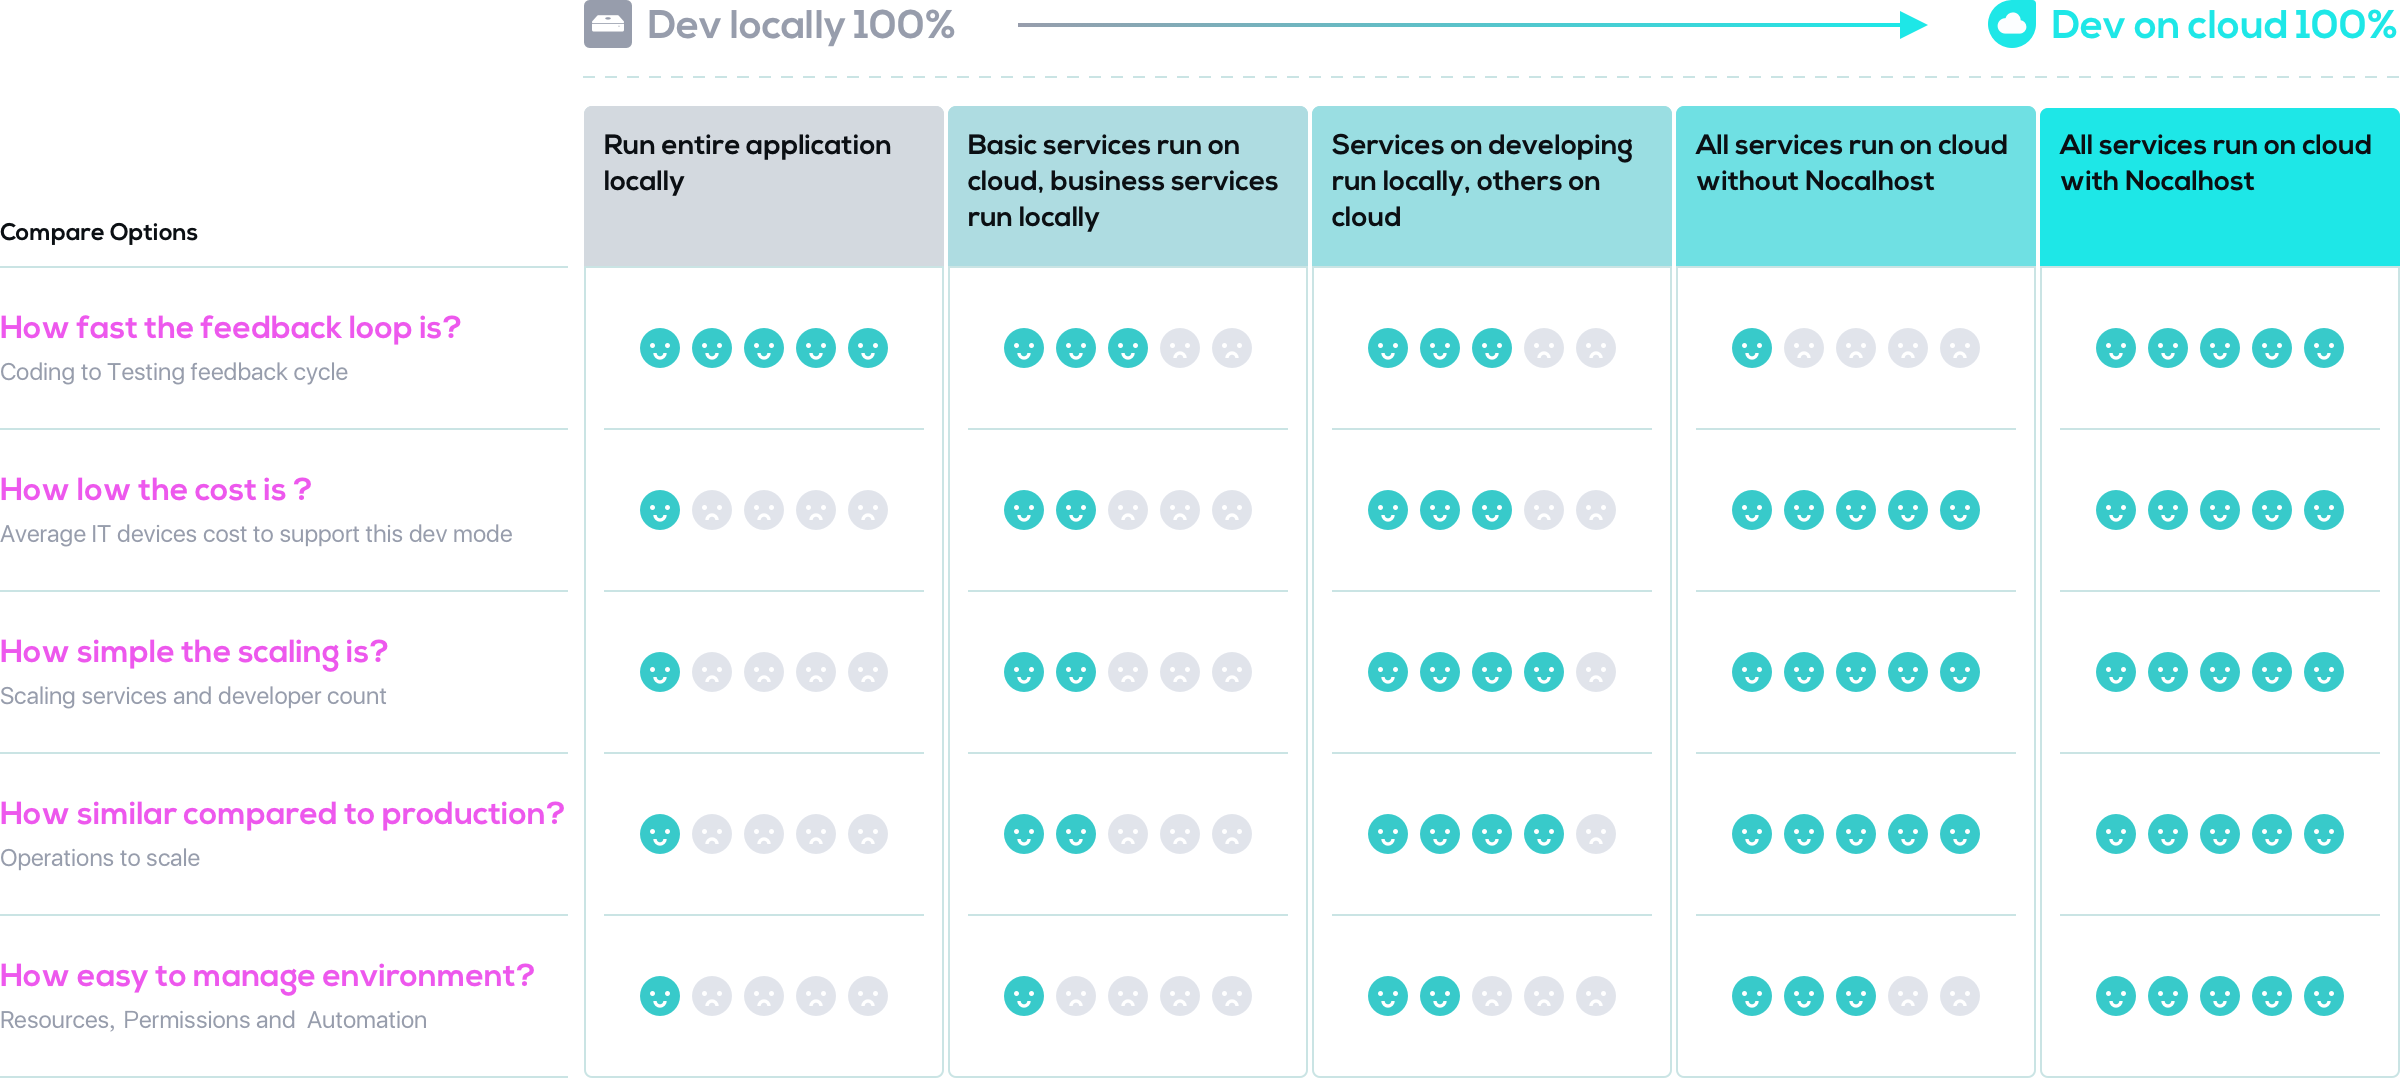 Dev locally 100%
Dev on cloud 100%
Compare Options
Run entire application
locally
Basic services run on
cloud, business services
run locally
Services on developing
run locally, others on
cloud
All services run on cloud
without Nocalhost
All services run on cloud
with Nocalhost
How fast the feedback loop is?
Coding to Testing feedback cycle
How low the cost is ?
Average IT devices cost to support this dev mode
How simple the scaling is?
Scaling services and developer count
How similar compared to production?
Operations to scale
How easy to manage environment?
Resources, Permissions and Automation